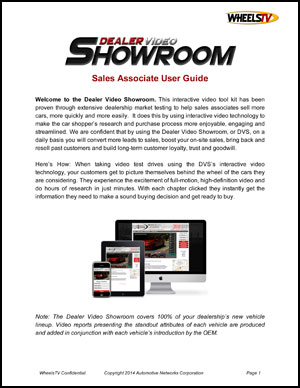 WHEELSTV
DEALER VIDEO
SHOWROOM
Sales Associate User Guide
Welcome to the Dealer Video Showroom. This interactive video tool kit has been
proven through extensive dealership market testing to help sales associates sell more
cars, more quickly and more easily. It does this by using interactive video technology to
make the car shopper's research and purchase process more enjoyable, engaging and
streamlined. We are confident that by using the Dealer Video Showroom, or DVS, on a
daily basis you will convert more leads to sales, boost your on-site sales, bring back and
resell past customers and build long-term customer loyalty, trust and goodwill.
Here's How: When taking video test drives using the DVS's interactive video
technology, your customers get to picture themselves behind the wheel of the cars they
are considering. They experience the excitement of full-motion, high-definition video and
do hours of research in just minutes. With each chapter clicked they instantly get the
information they need to make a sound buying decision and get ready to buy.
Note: The Dealer Video Showroom covers 100% of your dealership's new vehicle
lineup. Video reports presenting the standout attributes of each vehicle are produced
and added in conjunction with each vehicle's introduction by the OEM.
WheelsTV Confidential
Copyright 2014 Automotive Networks Corporation
Page 1